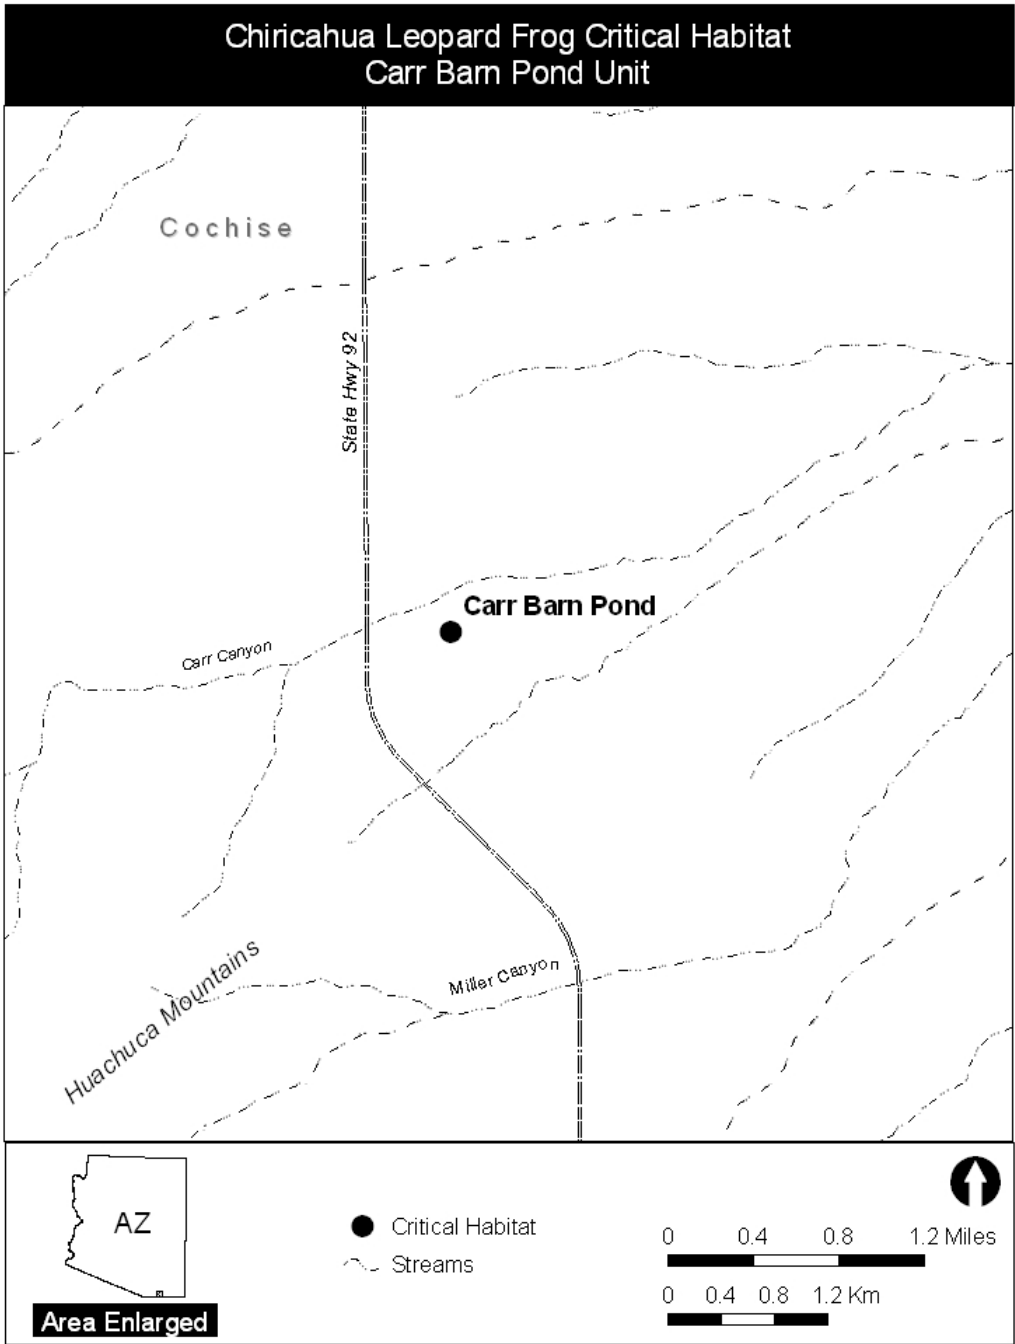 Chiricahua Leopard Frog Critical Habitat
Carr Barn Pond Unit
Cochise
State Hwy 92
Carr Barn Pond
Carr Canyon
Miller Canyon
Huachuca Mountains
AZ
Area Enlarged
Critical Habitat
Streams
0 0.4 0.8 1.2 Miles
0 0.4 0.8 1.2 Km